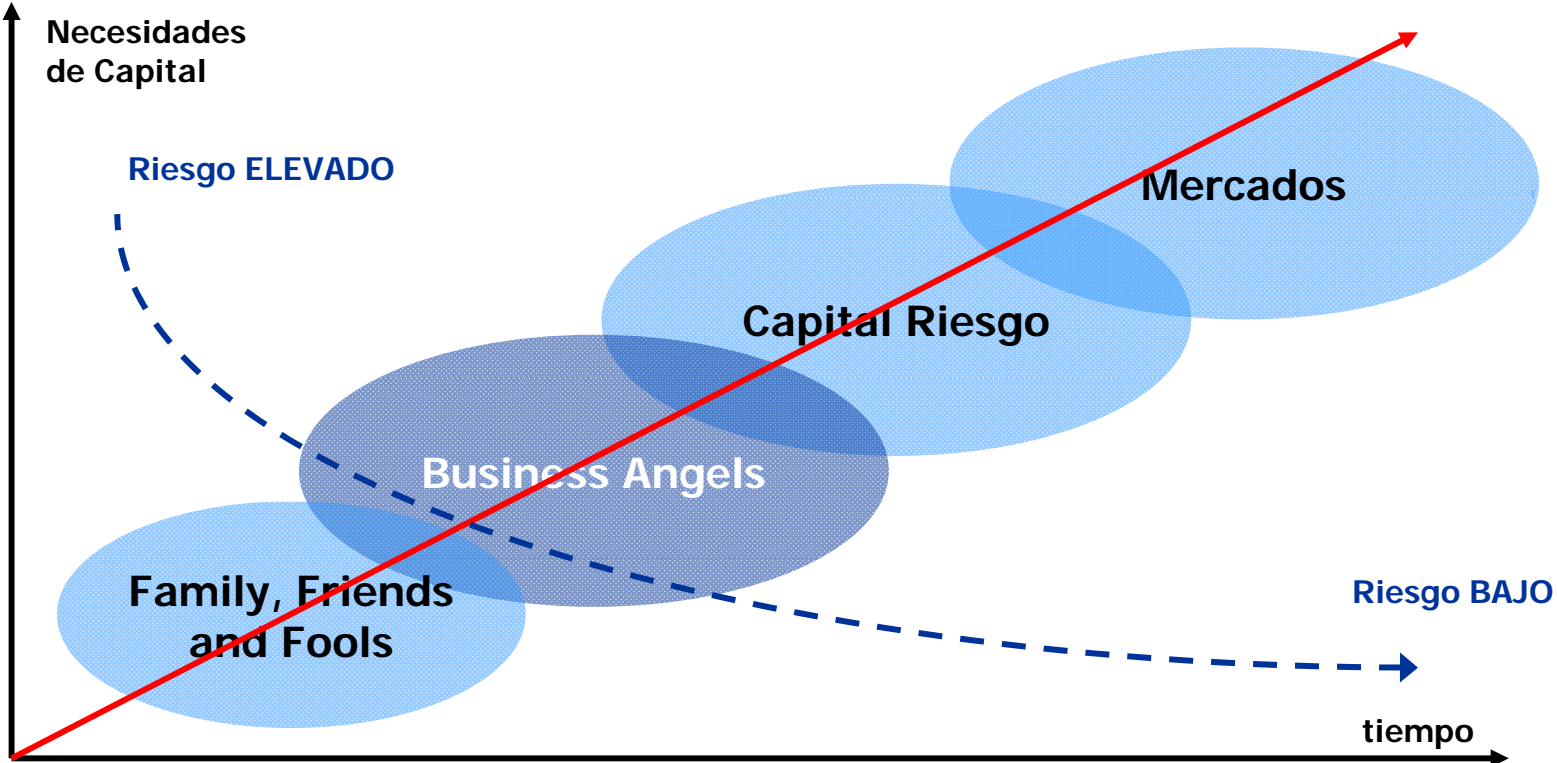 Necesidades
de Capital
Riesgo ELEVADO
Mercados
Capital Riesgo
Business Angels
Family, Friends
and Fools
Riesgo BAJO
tiempo